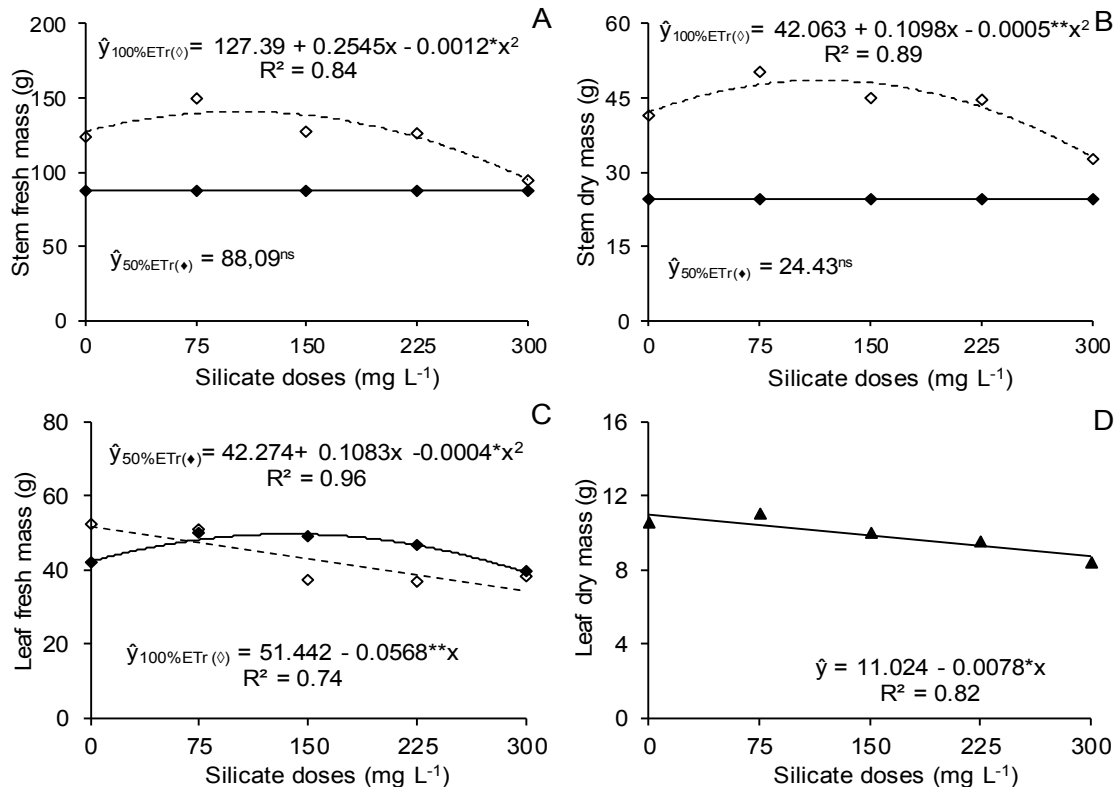 A
ŷ100%ETr(◊)= 127.39 + 0.2545x - 0.0012*x²
R² = 0.84
ŷ50%ETr(♦) = 88,09ns
Stem fresh mass (g)
200
150
100
50
0
0 75 150 225 300
Silicate doses (mg L-1)
B
ŷ100%ETr(◊)= 42.063 + 0.1098x - 0.0005**x²
R² = 0.89
ŷ50%ETr(♦) = 24.43ns
Stem dry mass (g)
60
45
30
15
0
0 75 150 225 300
Silicate doses (mg L-1)
C
ŷ50%ETr(♦)= 42.274+ 0.1083x -0.0004*x²
R² = 0.96
ŷ100%ETr (◊) = 51.442 - 0.0568**x
R² = 0.74
Leaf fresh mass (g)
80
60
40
20
0
0 75 150 225 300
Silicate doses (mg L-1)
D
ŷ = 11.024 - 0.0078*x
R² = 0.82
Leaf dry mass (g)
16
12
8
4
0
0 75 150 225 300
Silicate doses (mg L-1)